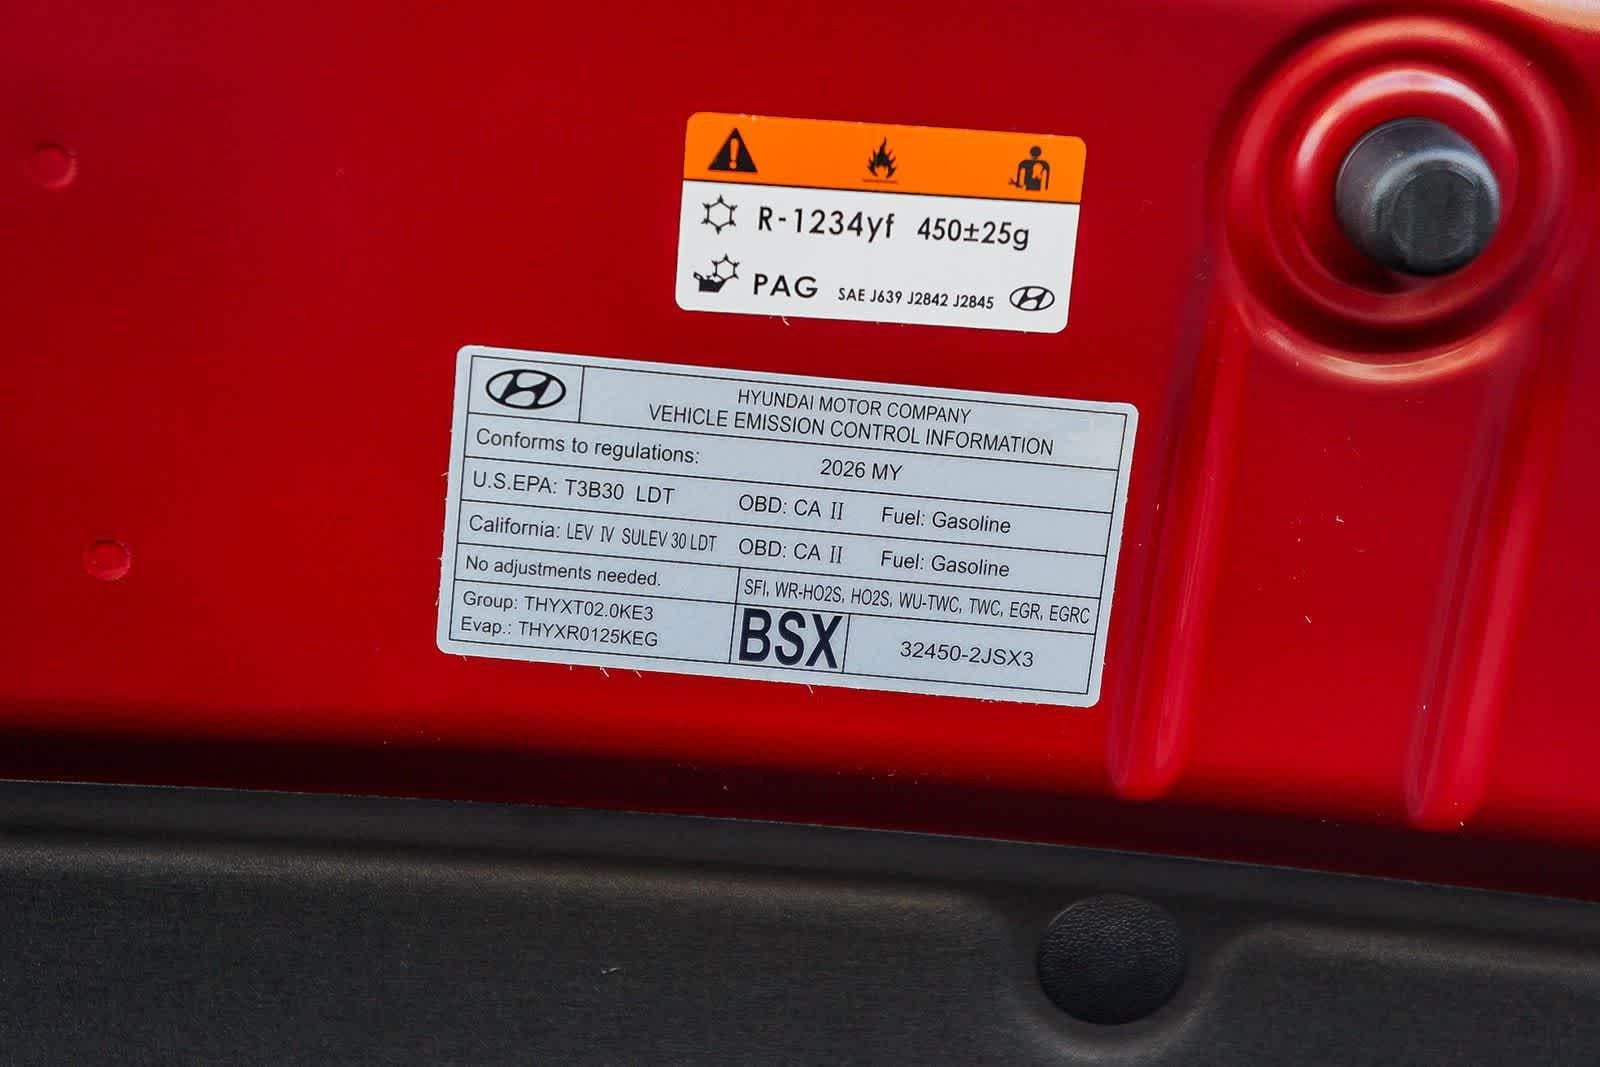 R-1234yf 450±25g
PAG SAE J639 J2842 J2845
HYUNDAI MOTOR COMPANY
VEHICLE EMISSION CONTROL INFORMATION
Conforms to regulations: 2026 MY
U.S.EPA: T3B30 LDT OBD: CA II Fuel: Gasoline
California: LEV IV SULEV 30 LDT OBD: CA II Fuel: Gasoline
No adjustments needed. SFI, WR-HO2S, HO2S, WU-TWC, TWC, EGR, EGRC
Group: THYXT02.0KE3
Evap.: THYXR0125KEG
BSX 32450-2JSX3